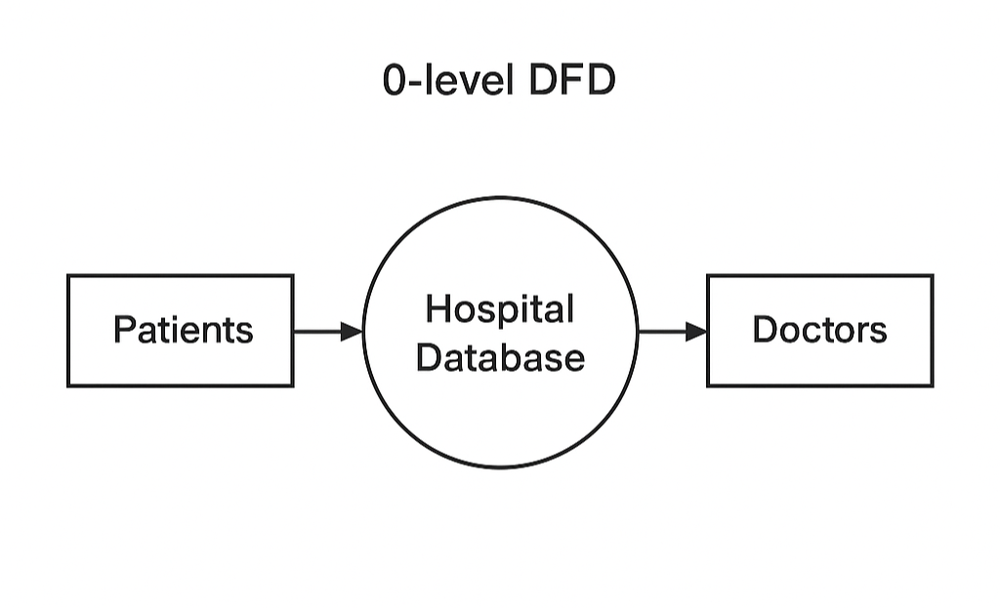 0-level DFD
Patients
Hospital
Database
Doctors